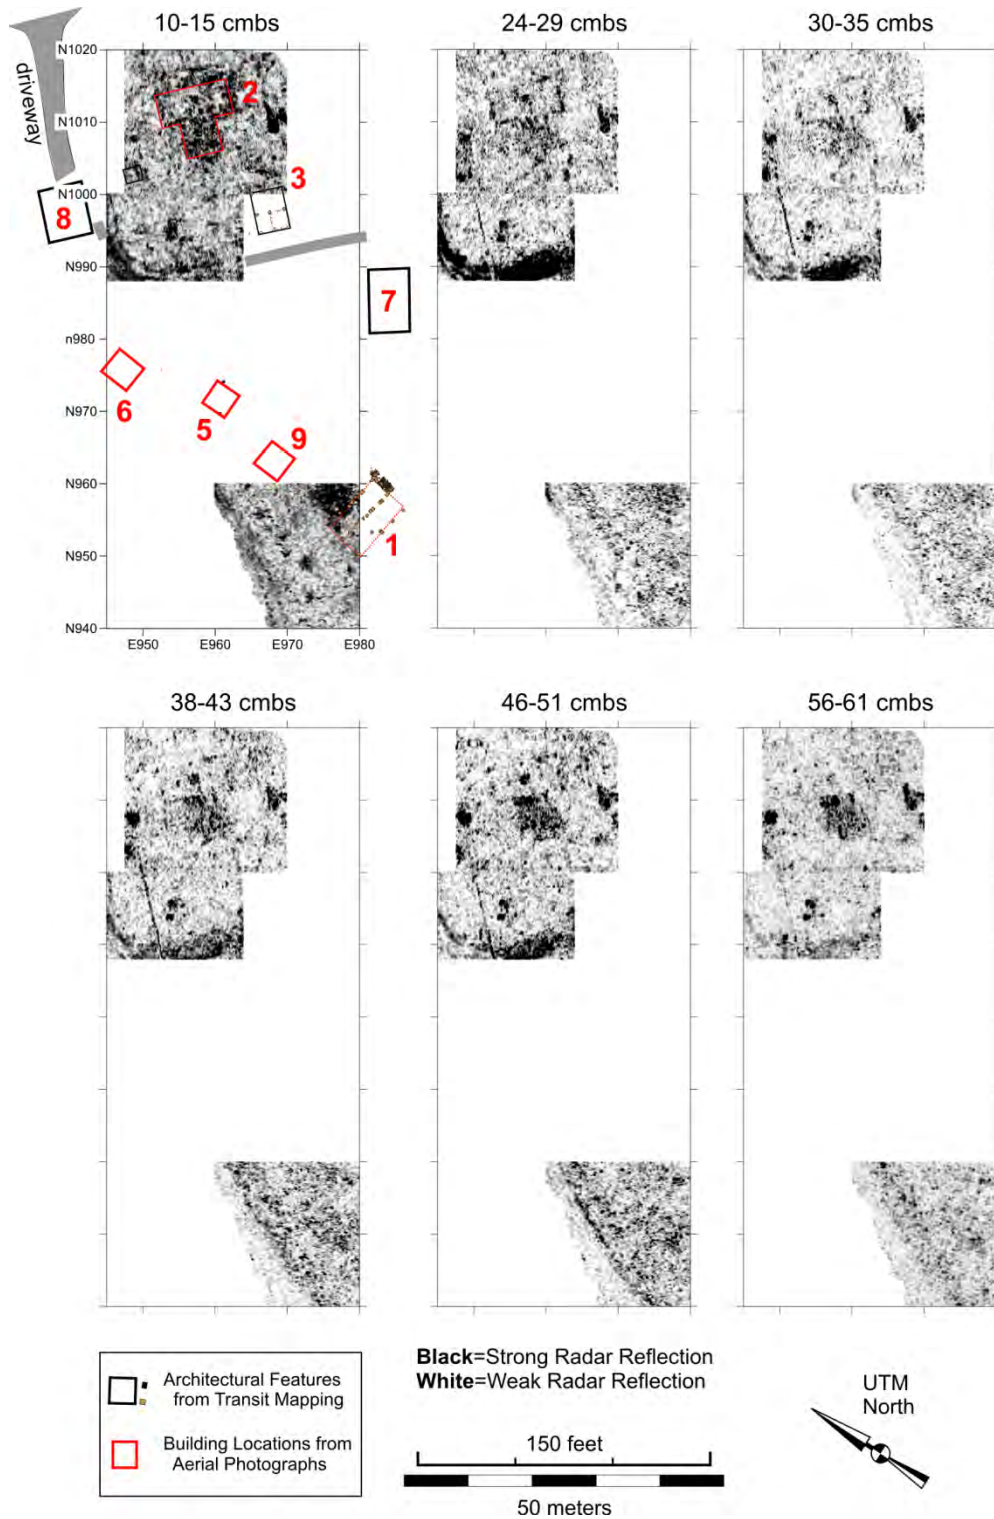 10-15 cmbs
24-29 cmbs
30-35 cmbs
driveway
N1020
N1010
N1000
N990
n980
N970
N960
N950
N940
E950
E960
E970
E980
2
3
8
7
6
5
9
1
38-43 cmbs
46-51 cmbs
56-61 cmbs
Architectural Features
from Transit Mapping
Building Locations from
Aerial Photographs
Black=Strong Radar Reflection
White=Weak Radar Reflection
150 feet
50 meters
UTM
North